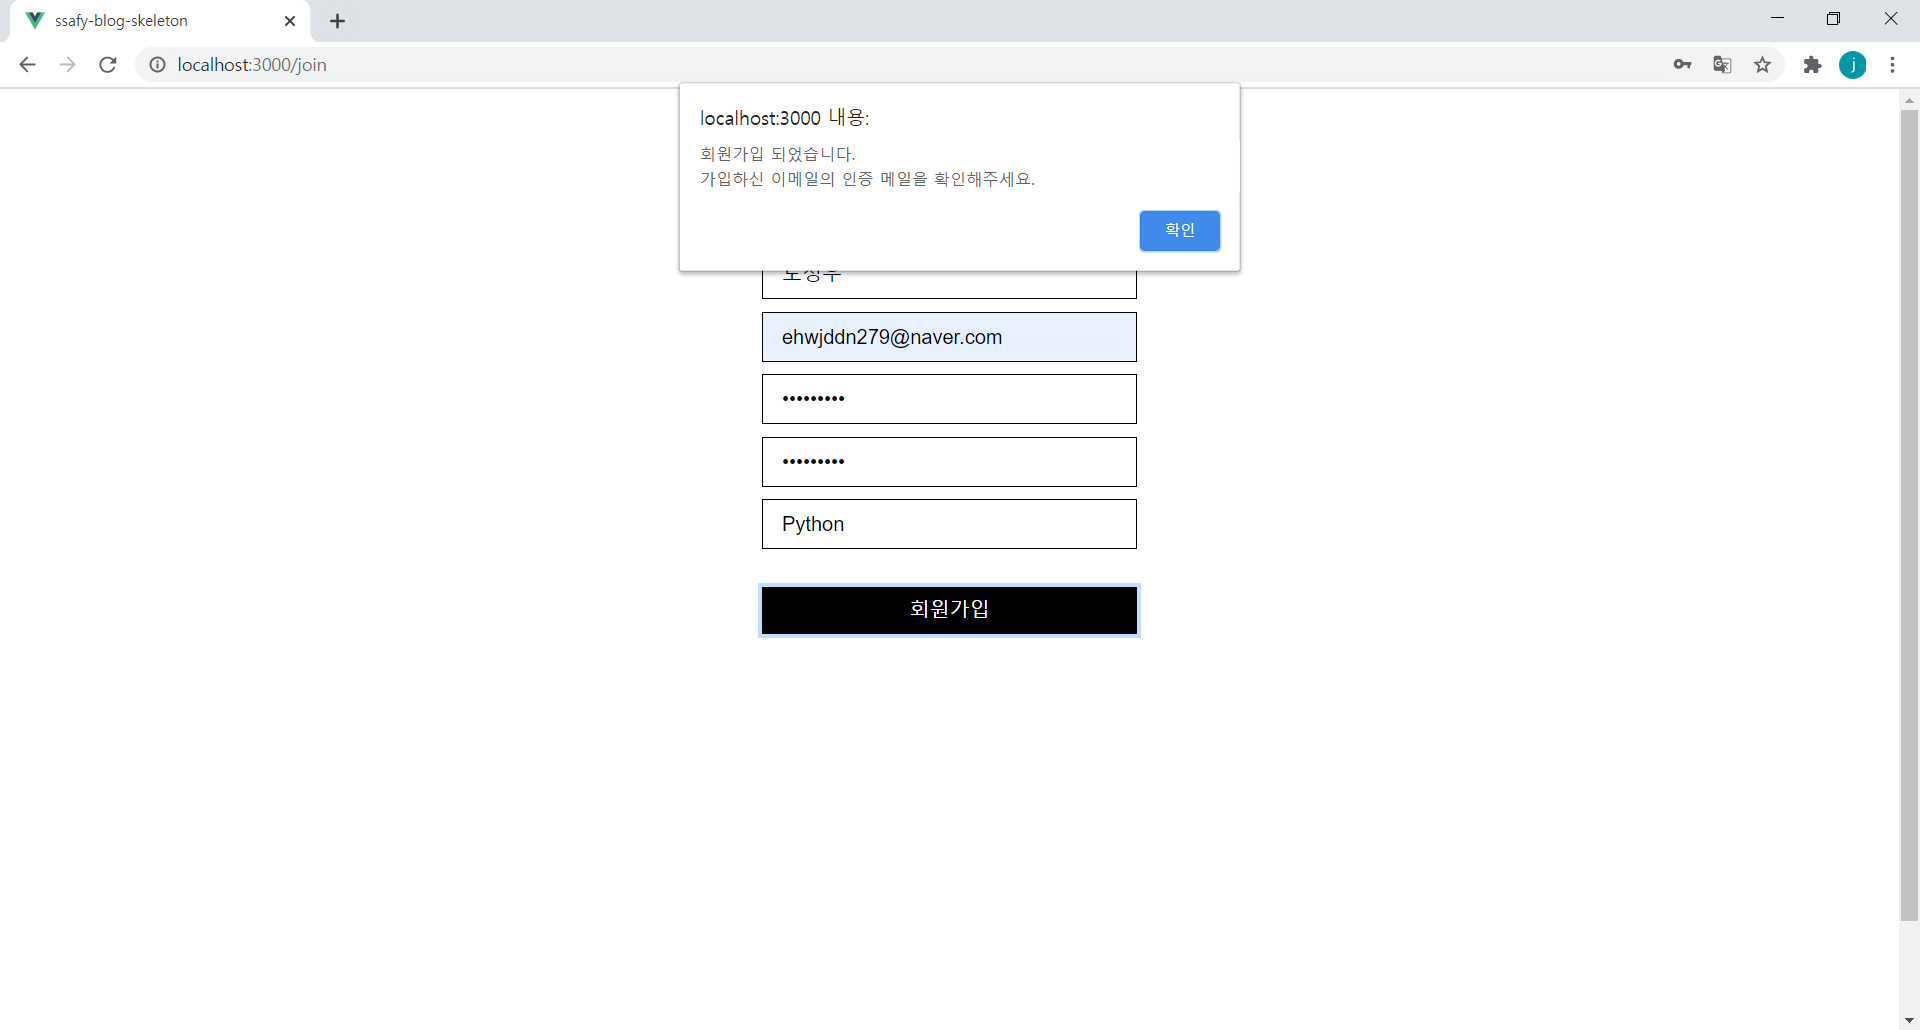 ssafy-blog-skeleton
localhost:3000/join
j
localhost:3000 내용:
회원가입 되었습니다.
가입하신 이메일의 인증 메일을 확인해주세요.
확인
ehwjddn279@naver.com
•••••••••
•••••••••
Python
회원가입